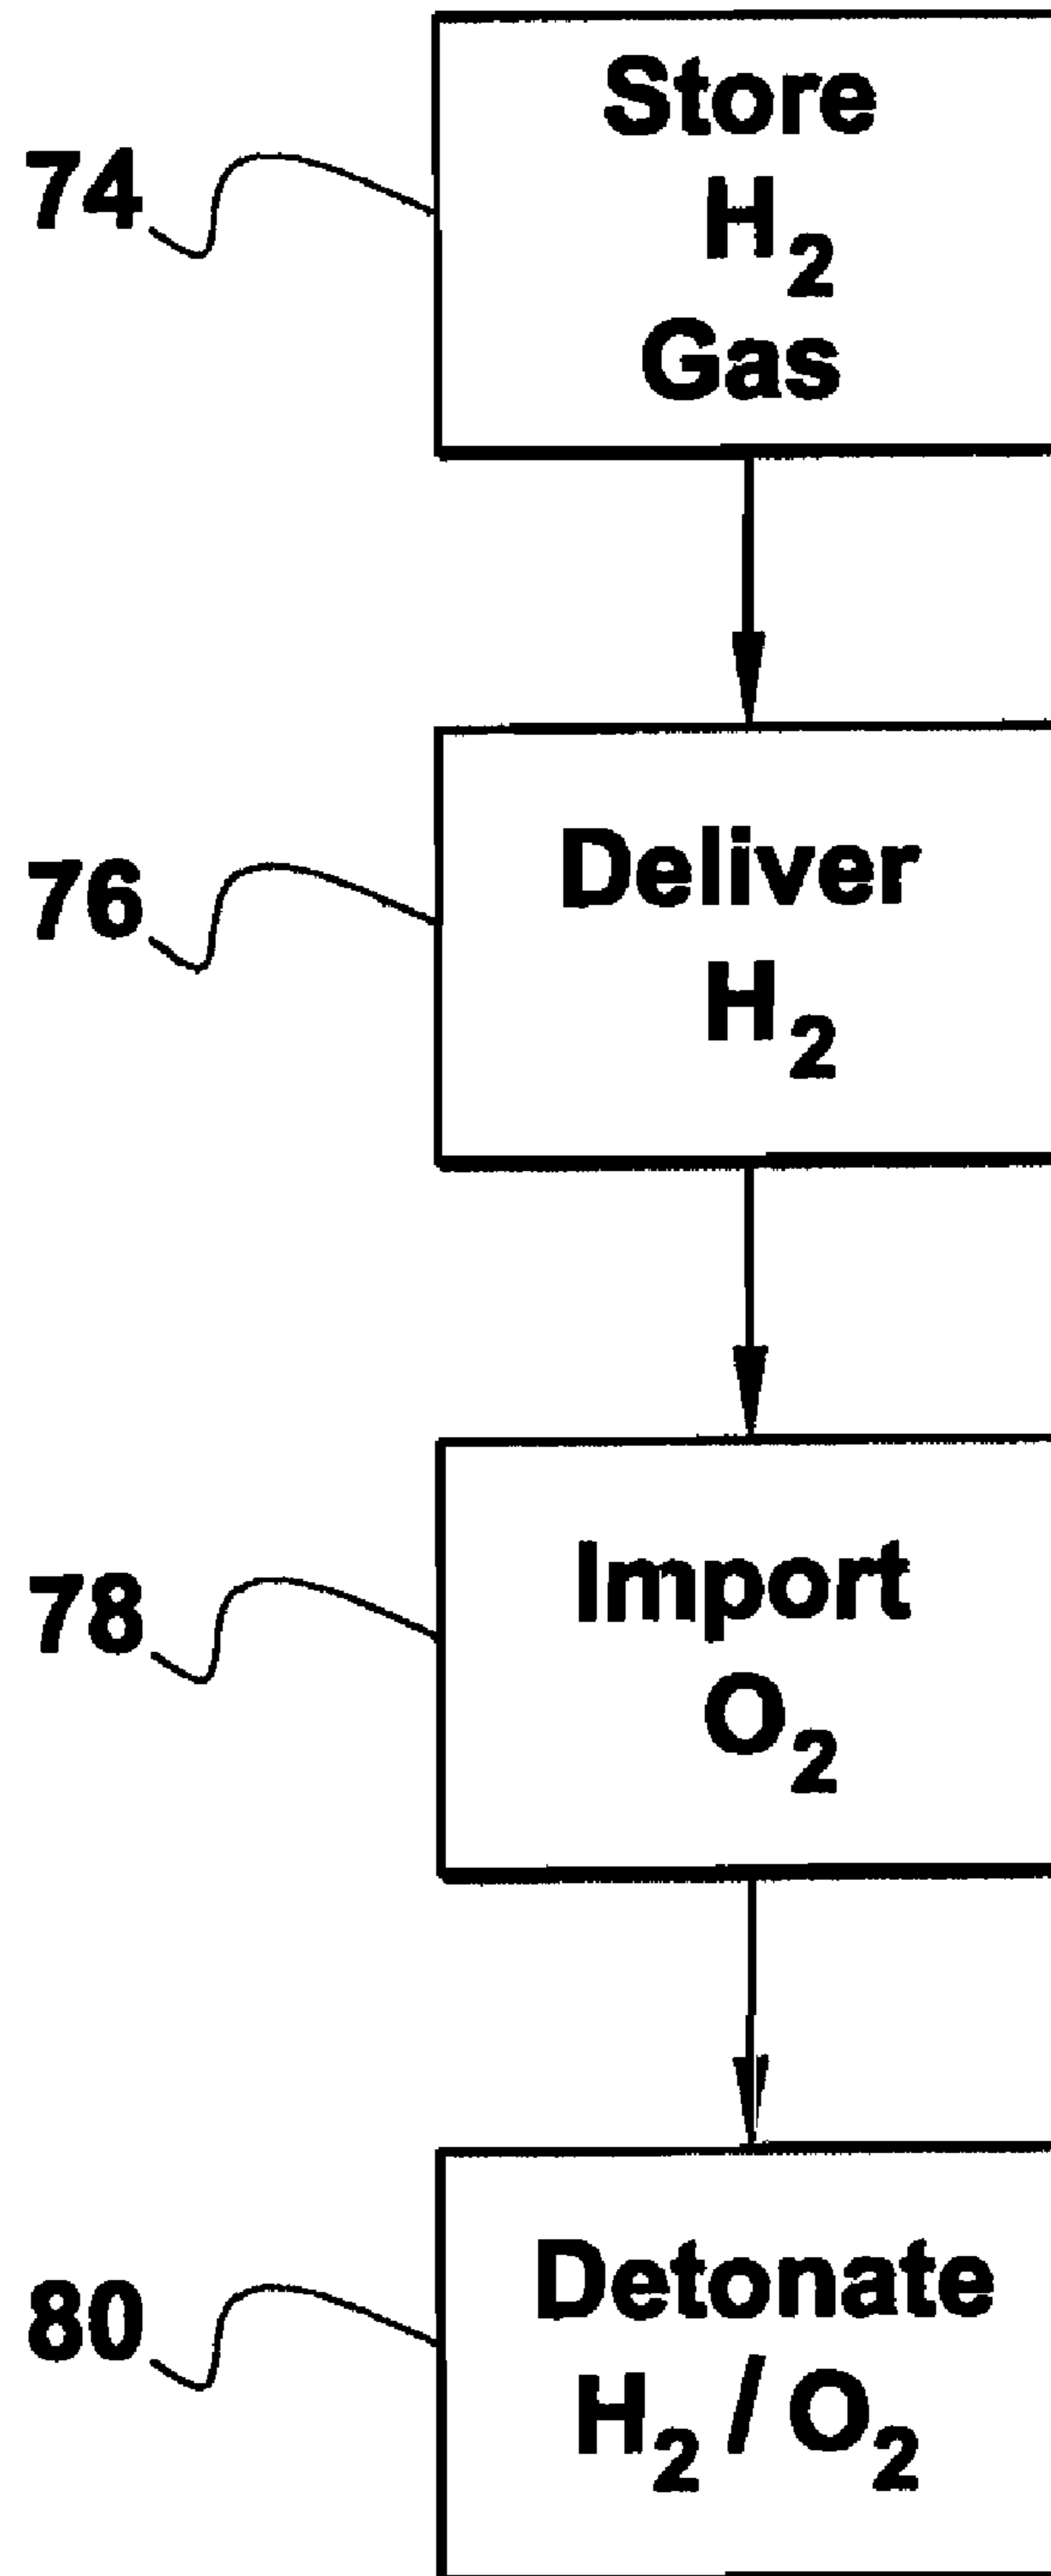 74
Store
H₂
Gas
76
Deliver
H₂
78
Import
O₂
80
Detonate
H₂ / O₂